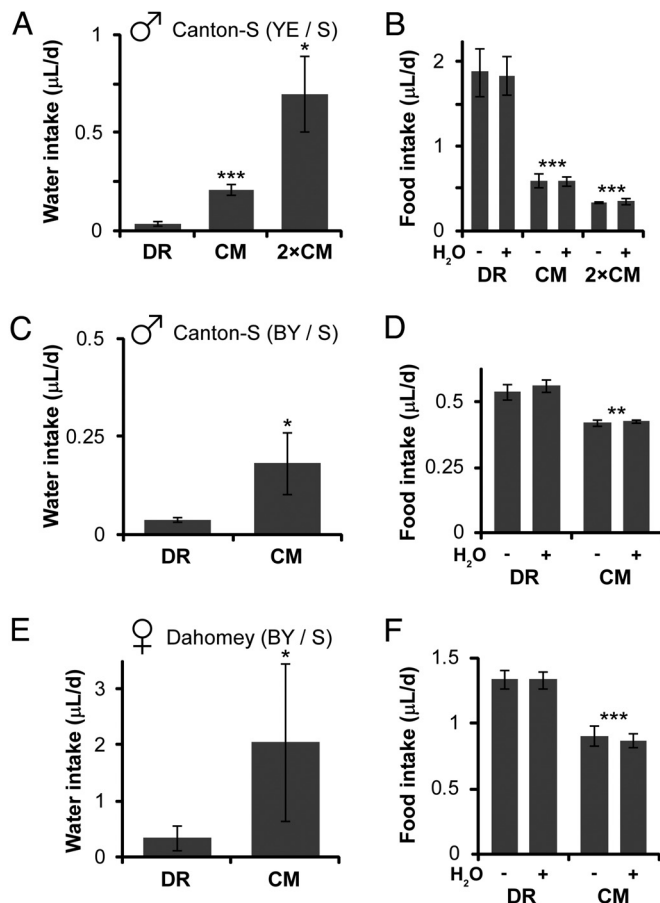 A
♂ Canton-S (YE / S)
Water intake (µL/d)
1
0.5
0
***
*
DR CM 2×CM
B
Food intake (µL/d)
2
1
0
***
***
H₂O - + - + - +
DR CM 2×CM
C
♂ Canton-S (BY / S)
Water intake (µL/d)
0.5
0.25
0
*
DR CM
D
Food intake (µL/d)
0.5
0.25
0
**
H₂O - + - +
DR CM
E
♀ Dahomey (BY / S)
Water intake (µL/d)
3
2
1
0
*
DR CM
F
Food intake (µL/d)
1.5
1
0.5
0
***
H₂O - + - +
DR CM